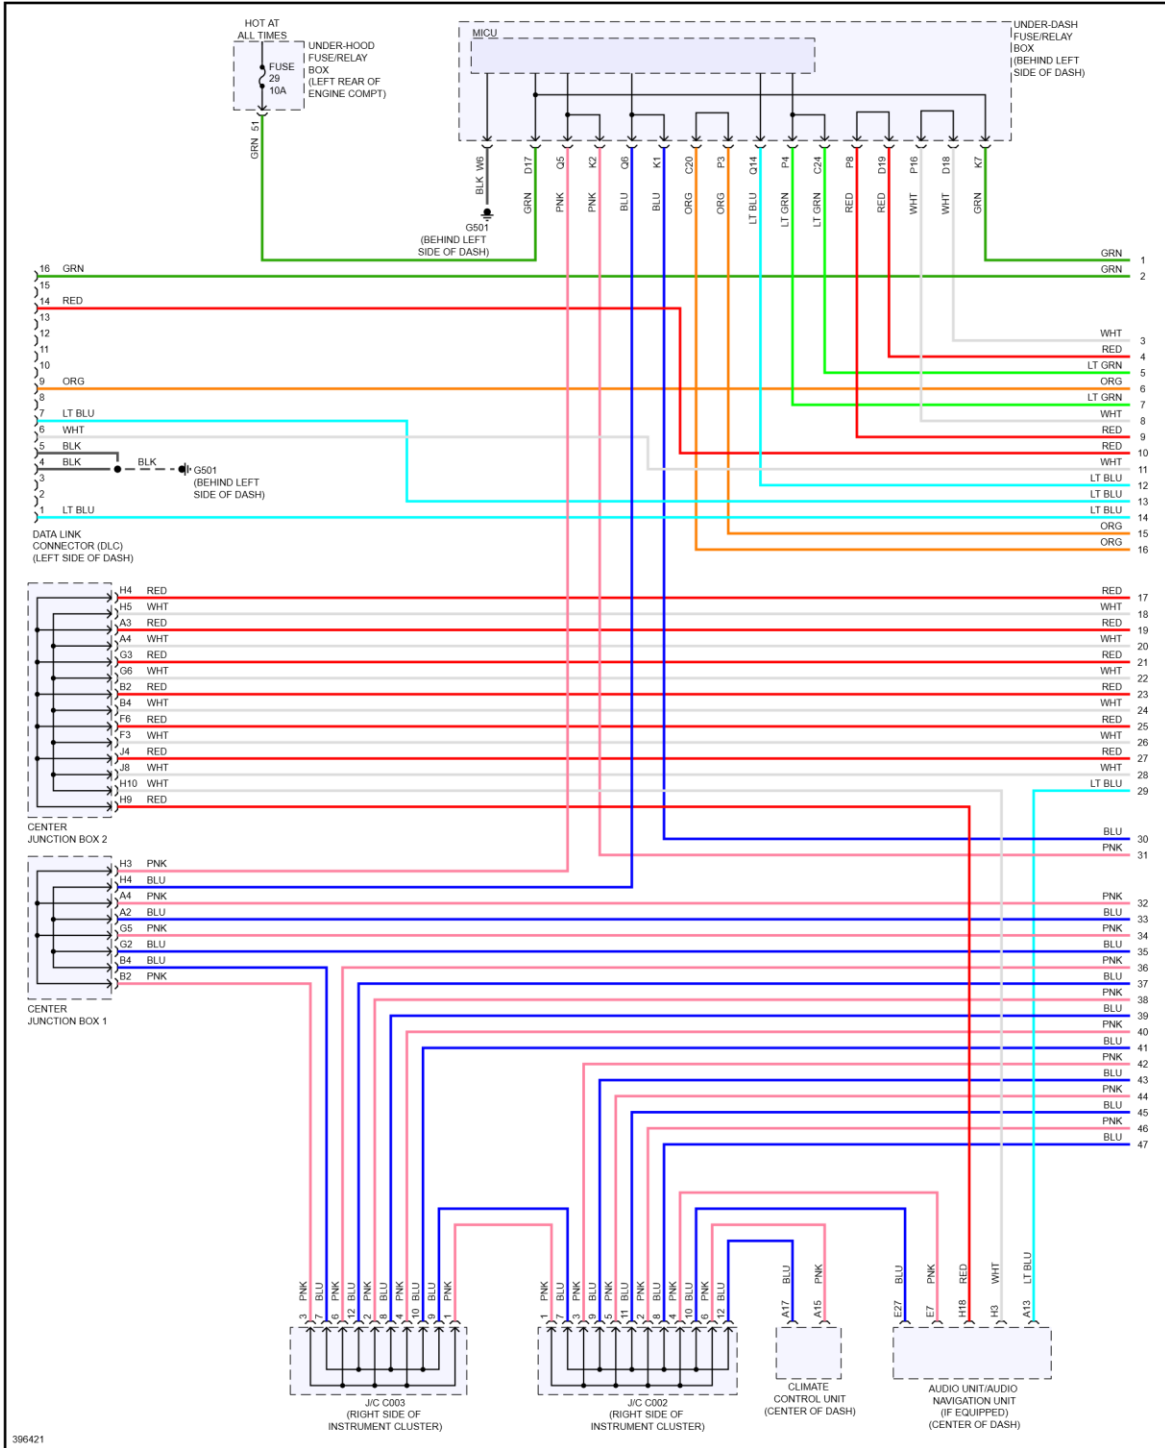 HOT AT
ALL TIMES
UNDER-HOOD
FUSE/RELAY
BOX
(LEFT REAR OF
ENGINE COMPT)
FUSE
29
10A
51
GRN
MICU
UNDER-DASH
FUSE/RELAY
BOX
(BEHIND LEFT
SIDE OF DASH)
W6 D17 Q5 K2 Q6 K1 C20 P3 Q14 P4 C24 P8 D19 P16 D18 K7
BLK GRN PNK PNK BLU BLU ORG ORG LT BLU LT GRN LT GRN RED RED WHT WHT GRN
G501
(BEHIND LEFT
SIDE OF DASH)
GRN 1
16 GRN GRN 2
15
14 RED
13
12 WHT 3
11 RED 4
10 LT GRN 5
9 ORG ORG 6
8 LT GRN 7
7 LT BLU WHT 8
6 WHT RED 9
5 BLK RED 10
4 BLK BLK G501 WHT 11
(BEHIND LEFT
SIDE OF DASH)
3 LT BLU 12
2 LT BLU 13
1 LT BLU LT BLU 14
ORG 15
ORG 16
DATA LINK
CONNECTOR (DLC)
(LEFT SIDE OF DASH)
H4 RED RED 17
H5 WHT WHT 18
A3 RED RED 19
A4 WHT WHT 20
G3 RED RED 21
G6 WHT WHT 22
B2 RED RED 23
B4 WHT WHT 24
F6 RED RED 25
F3 WHT WHT 26
J4 RED RED 27
J8 WHT WHT 28
H10 WHT LT BLU 29
H9 RED
CENTER
JUNCTION BOX 2
BLU 30
PNK 31
H3 PNK
H4 BLU
A4 PNK PNK 32
A2 BLU BLU 33
G5 PNK PNK 34
G2 BLU BLU 35
B4 BLU PNK 36
B2 PNK BLU 37
CENTER
JUNCTION BOX 1
PNK 38
BLU 39
PNK 40
BLU 41
PNK 42
BLU 43
PNK 44
BLU 45
PNK 46
BLU 47
PNK BLU PNK BLU PNK BLU PNK BLU BLU PNK
3 7 6 12 2 8 4 10 9 1
J/C C003
(RIGHT SIDE OF
INSTRUMENT CLUSTER)
PNK BLU PNK BLU PNK BLU PNK BLU PNK BLU PNK BLU
1 7 3 9 5 11 2 8 4 10 6 12
J/C C002
(RIGHT SIDE OF
INSTRUMENT CLUSTER)
BLU PNK
A17 A15
CLIMATE
CONTROL UNIT
(CENTER OF DASH)
BLU PNK RED WHT LT BLU
E27 E7 H18 H3 A13
AUDIO UNIT/AUDIO
NAVIGATION UNIT
(IF EQUIPPED)
(CENTER OF DASH)
396421